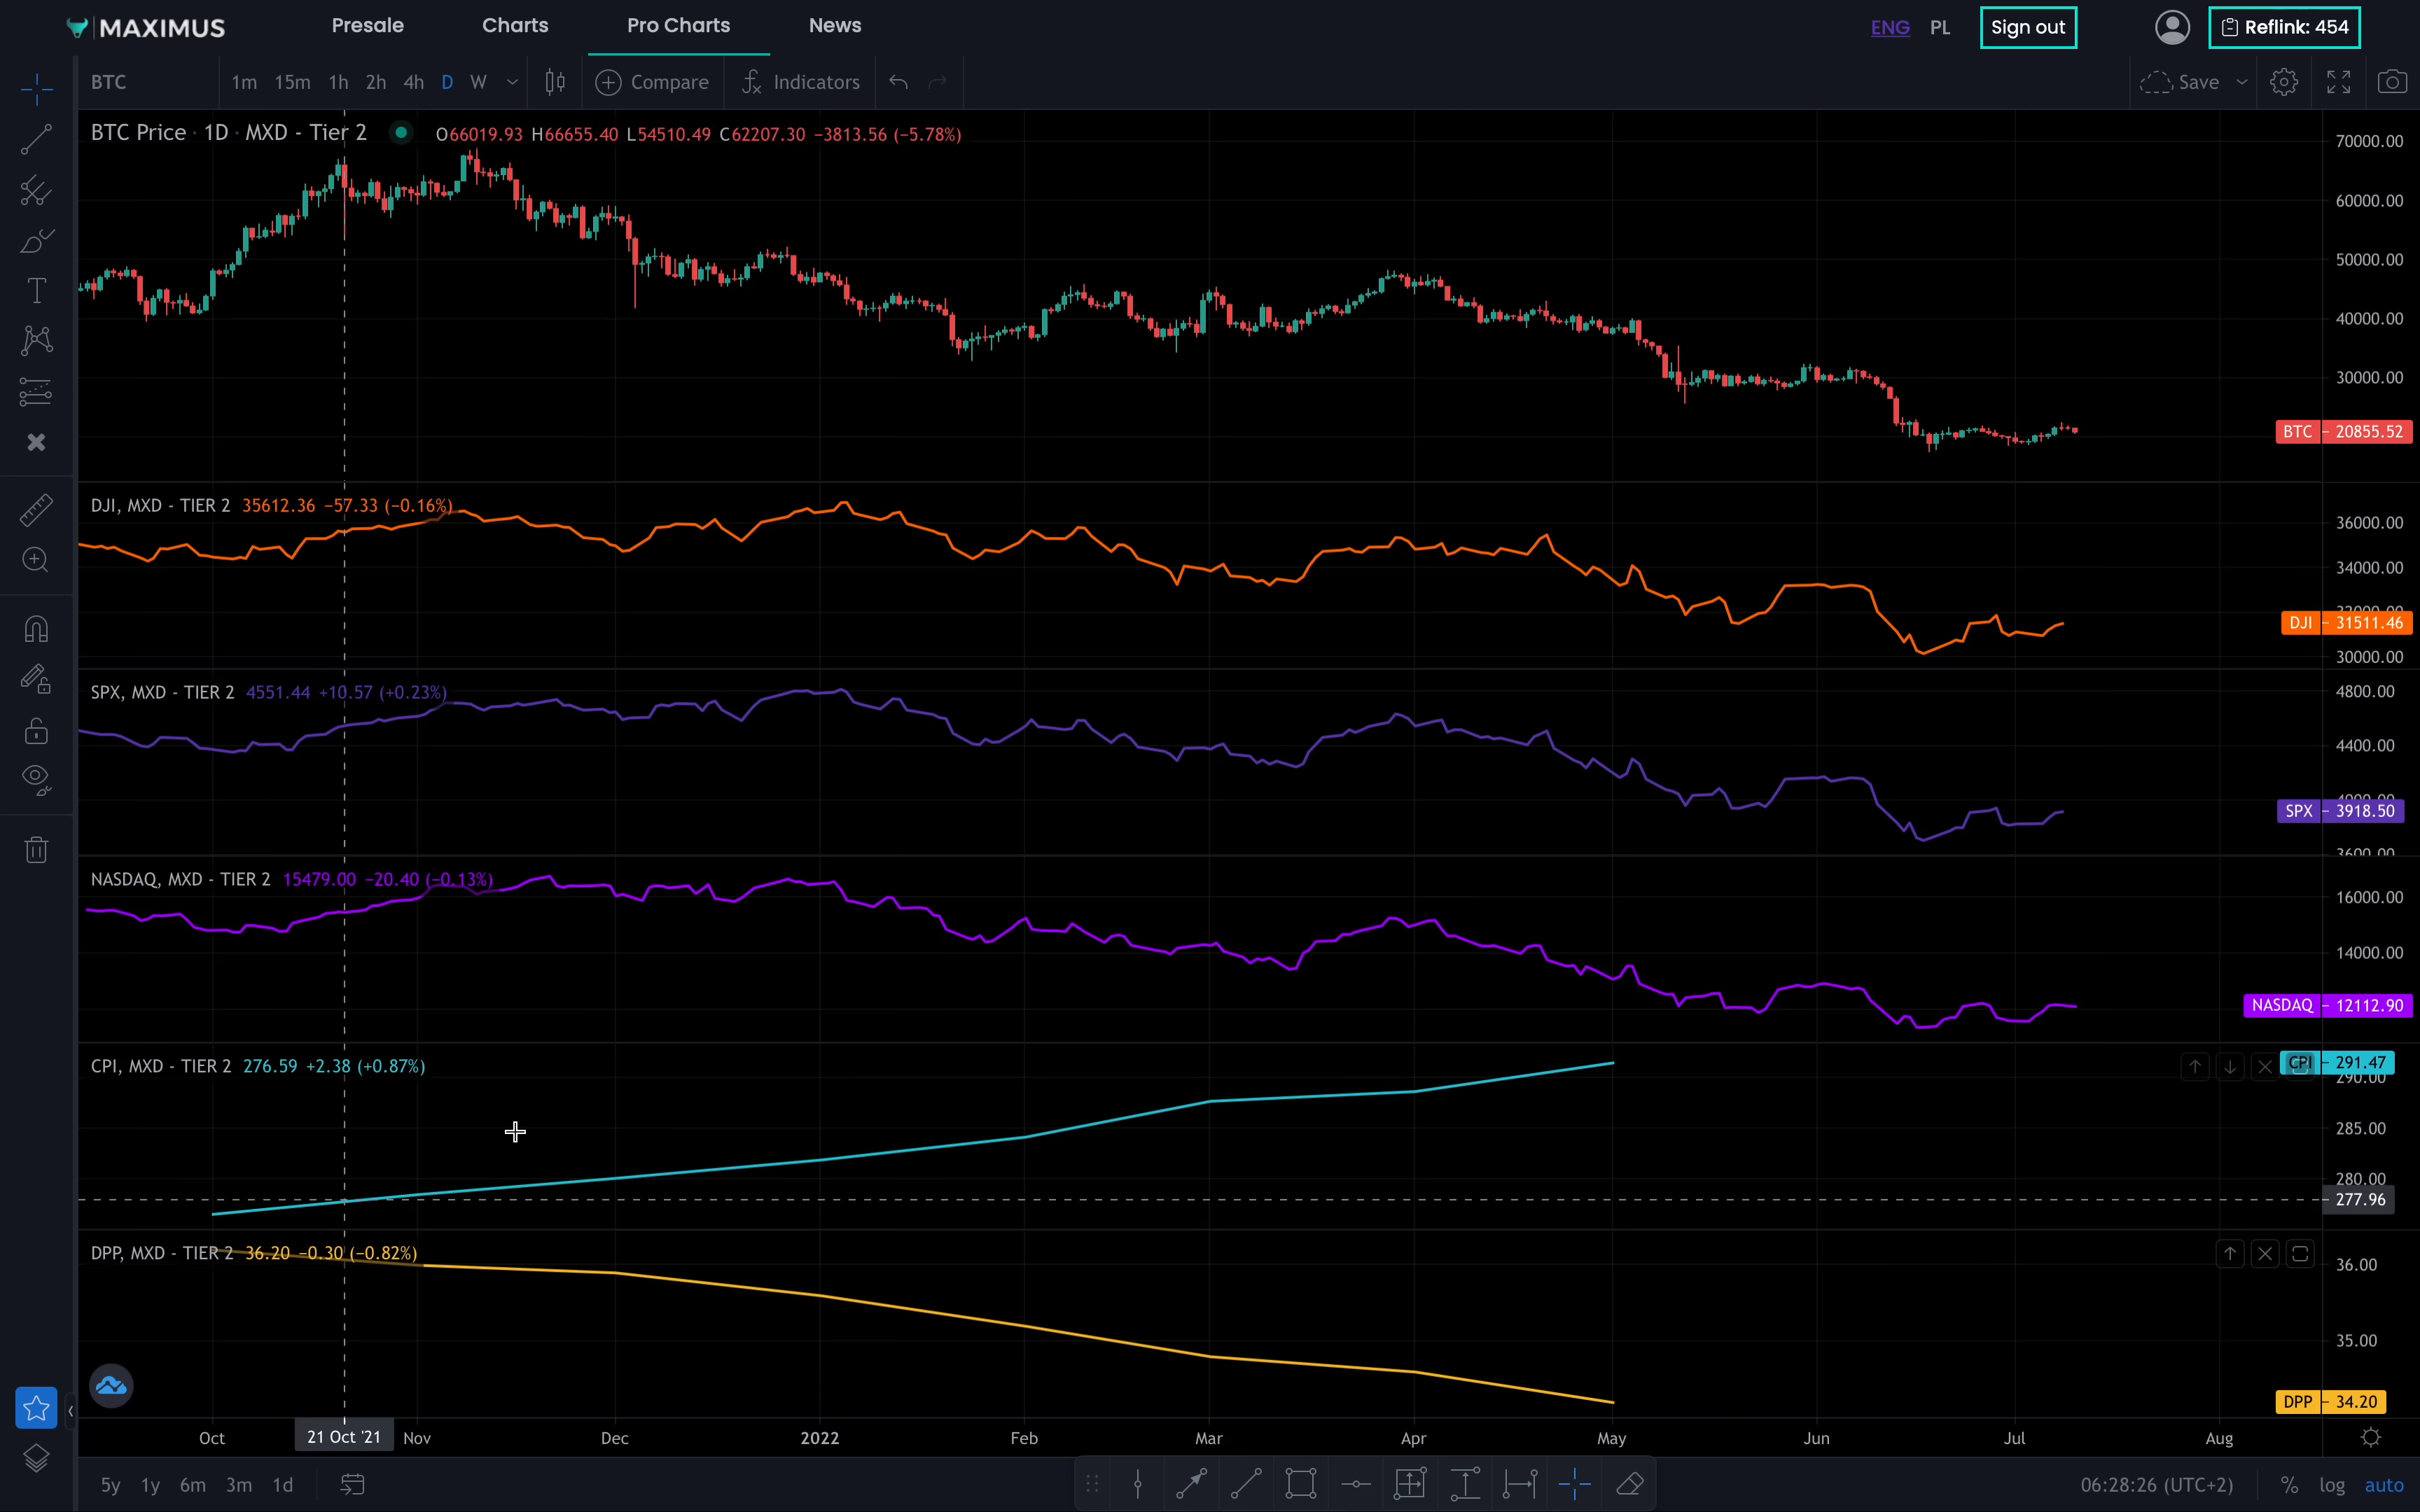 MAXIMUS Presale Charts Pro Charts News ENG PL Sign out Reflink: 454
BTC 1m 15m 1h 2h 4h D W Compare Indicators Save
BTC Price · 1D · MXD - Tier 2 O66019.93 H66655.40 L54510.49 C62207.30 −3813.56 (−5.78%)
70000.00
60000.00
50000.00
40000.00
30000.00
BTC 20855.52
DJI, MXD - TIER 2 35612.36 −57.33 (−0.16%)
36000.00
34000.00
32000.00
DJI 31511.46
30000.00
SPX, MXD - TIER 2 4551.44 +10.57 (+0.23%)
4800.00
4400.00
4000.00
SPX 3918.50
3600.00
NASDAQ, MXD - TIER 2 15479.00 −20.40 (−0.13%)
16000.00
14000.00
NASDAQ 12112.90
CPI, MXD - TIER 2 276.59 +2.38 (+0.87%)
CPI 291.47
290.00
285.00
280.00
277.96
DPP, MXD - TIER 2 36.20 −0.30 (−0.82%)
36.00
35.00
DPP 34.20
Oct 21 Oct '21 Nov Dec 2022 Feb Mar Apr May Jun Jul Aug
5y 1y 6m 3m 1d 06:28:26 (UTC+2) % log auto